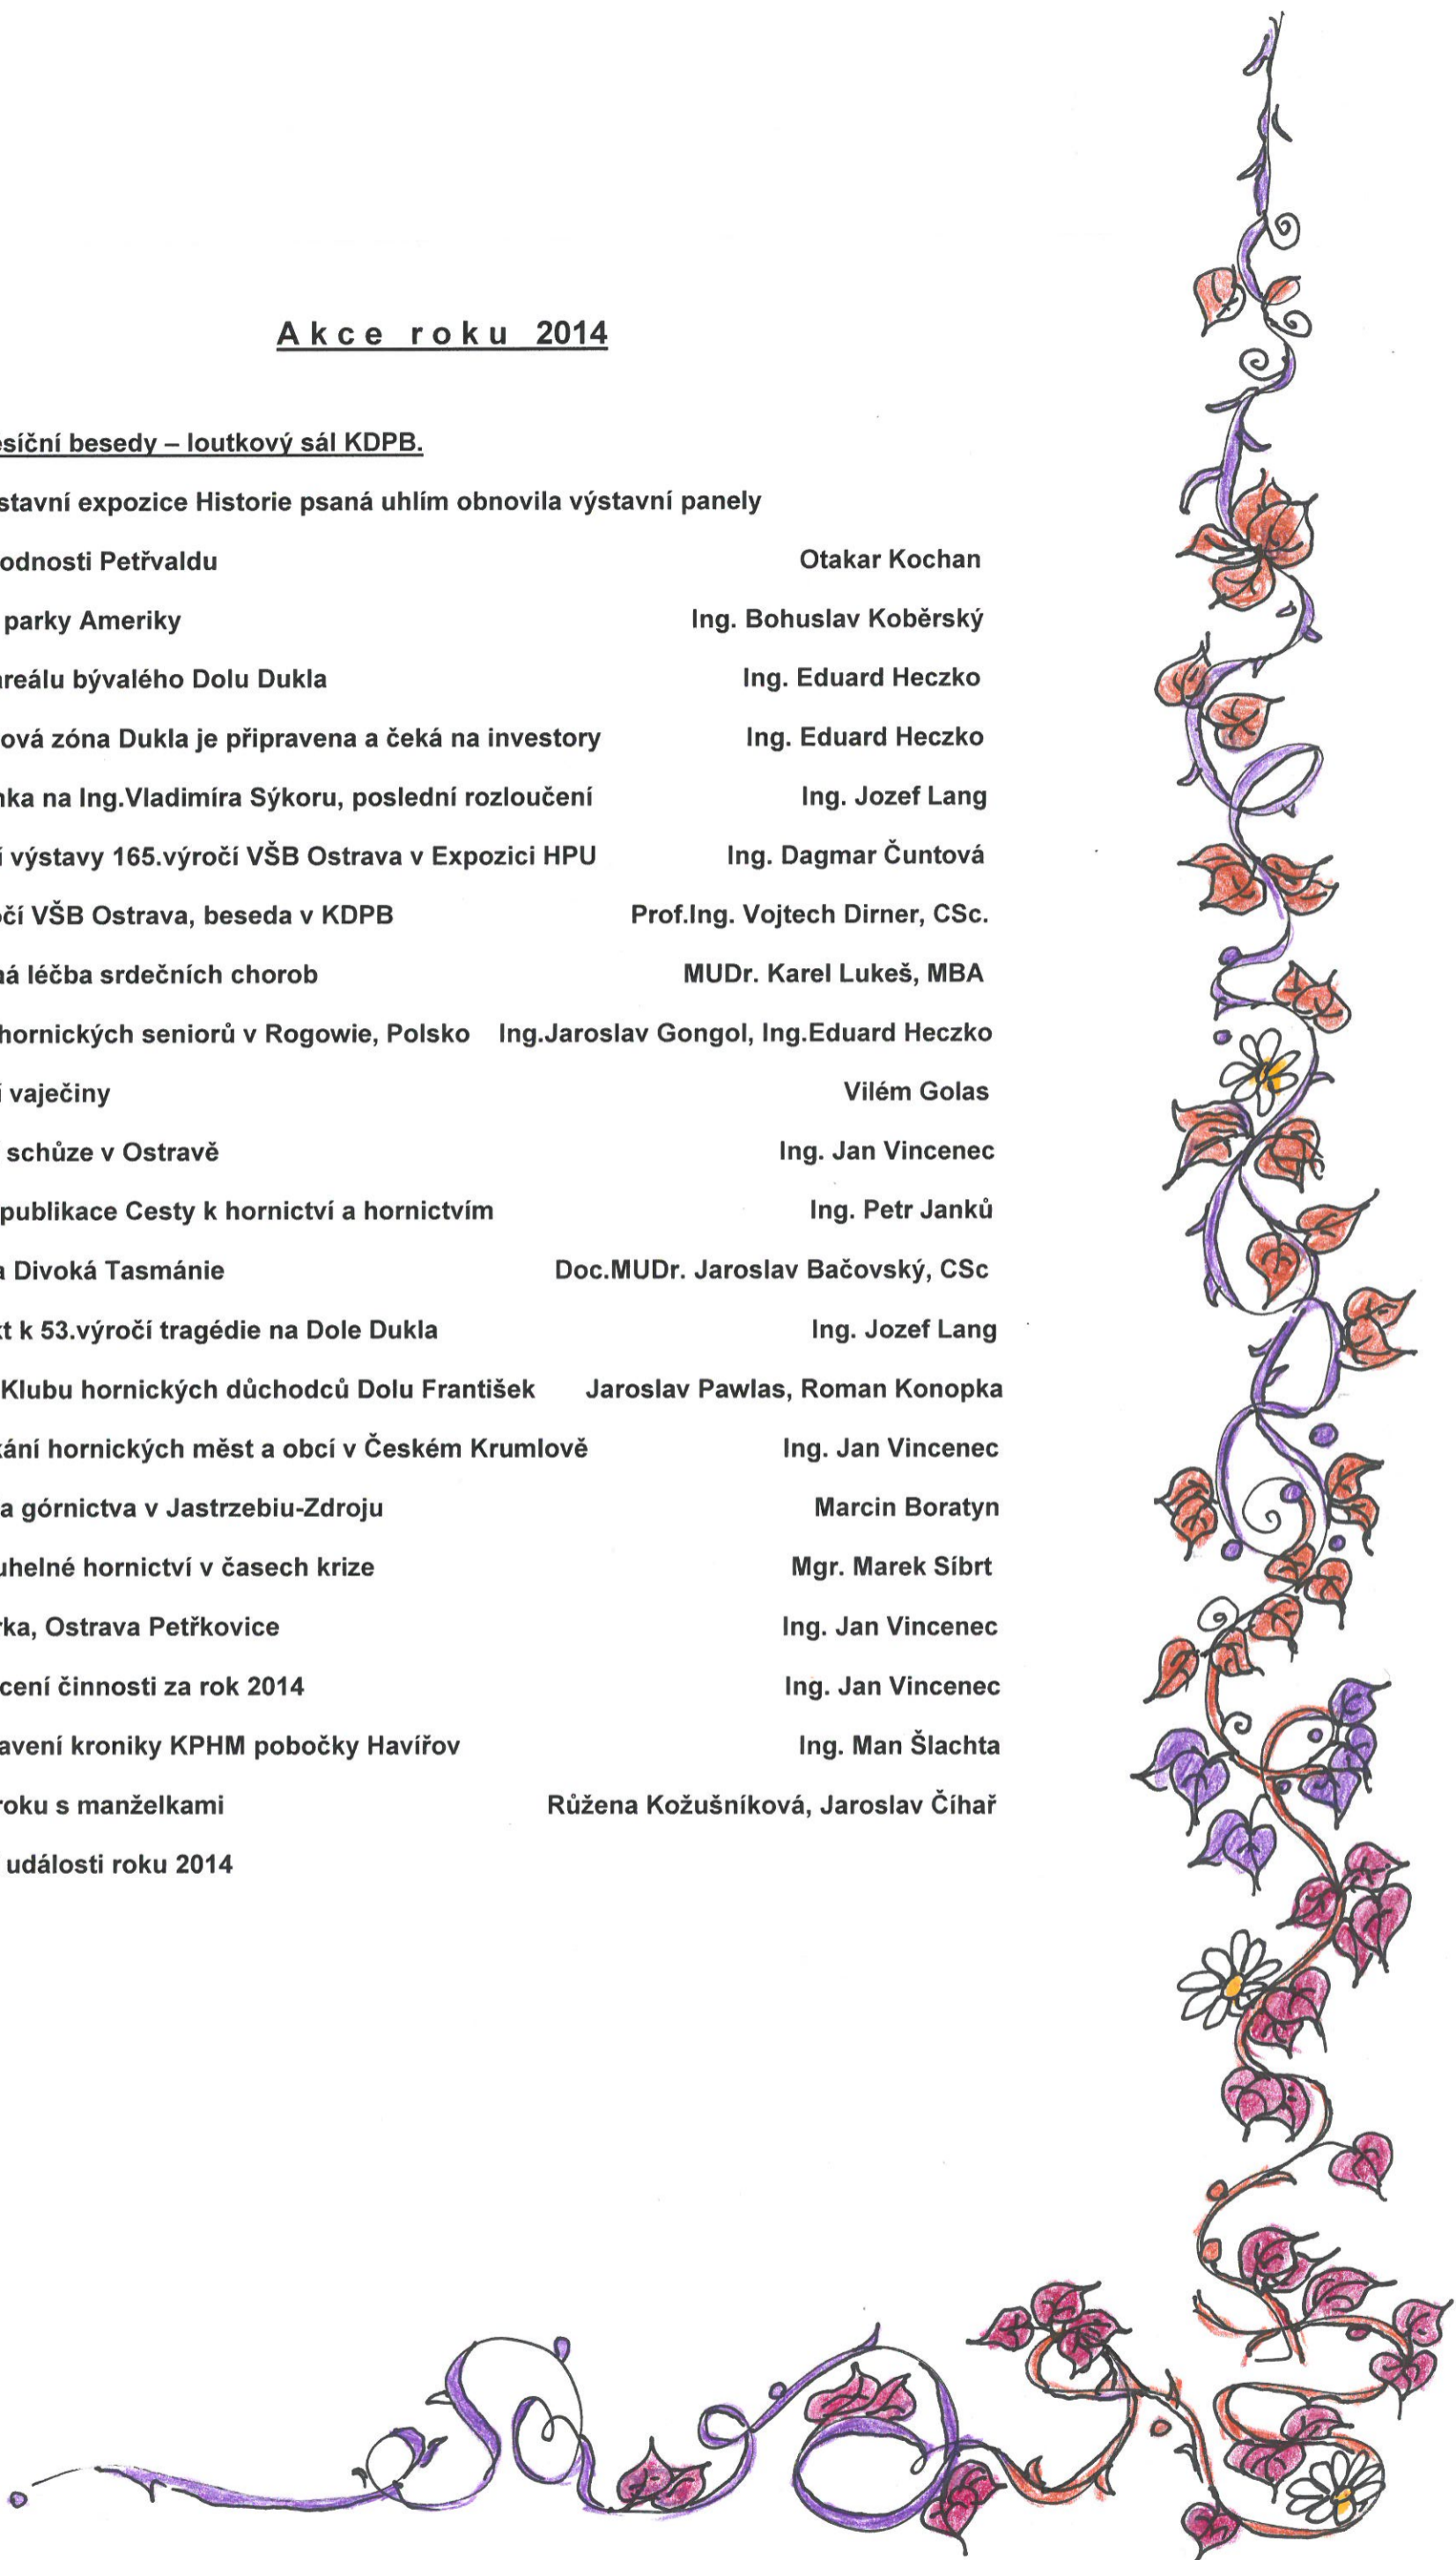 Akce roku 2014
esíční besedy – loutkový sál KDPB.
stavní expozice Historie psaná uhlím obnovila výstavní panely
odnosti Petřvaldu Otakar Kochan
parky Ameriky Ing. Bohuslav Koběrský
areálu bývalého Dolu Dukla Ing. Eduard Heczko
ová zóna Dukla je připravena a čeká na investory Ing. Eduard Heczko
nka na Ing.Vladimíra Sýkoru, poslední rozloučení Ing. Jozef Lang
í výstavy 165.výročí VŠB Ostrava v Expozici HPU Ing. Dagmar Čuntová
očí VŠB Ostrava, beseda v KDPB Prof.Ing. Vojtech Dirner, CSc.
ná léčba srdečních chorob MUDr. Karel Lukeš, MBA
hornických seniorů v Rogowie, Polsko Ing.Jaroslav Gongol, Ing.Eduard Heczko
í vaječiny Vilém Golas
schůze v Ostravě Ing. Jan Vincenec
publikace Cesty k hornictví a hornictvím Ing. Petr Janků
a Divoká Tasmánie Doc.MUDr. Jaroslav Bačovský, CSc
kt k 53.výročí tragédie na Dole Dukla Ing. Jozef Lang
Klubu hornických důchodců Dolu František Jaroslav Pawlas, Roman Konopka
kání hornických měst a obcí v Českém Krumlově Ing. Jan Vincenec
a górnictva v Jastrzebiu-Zdroju Marcin Boratyn
uhelné hornictví v časech krize Mgr. Marek Síbrt
rka, Ostrava Petřkovice Ing. Jan Vincenec
cení činnosti za rok 2014 Ing. Jan Vincenec
avení kroniky KPHM pobočky Havířov Ing. Man Šlachta
roku s manželkami Růžena Kožušníková, Jaroslav Číhař
události roku 2014